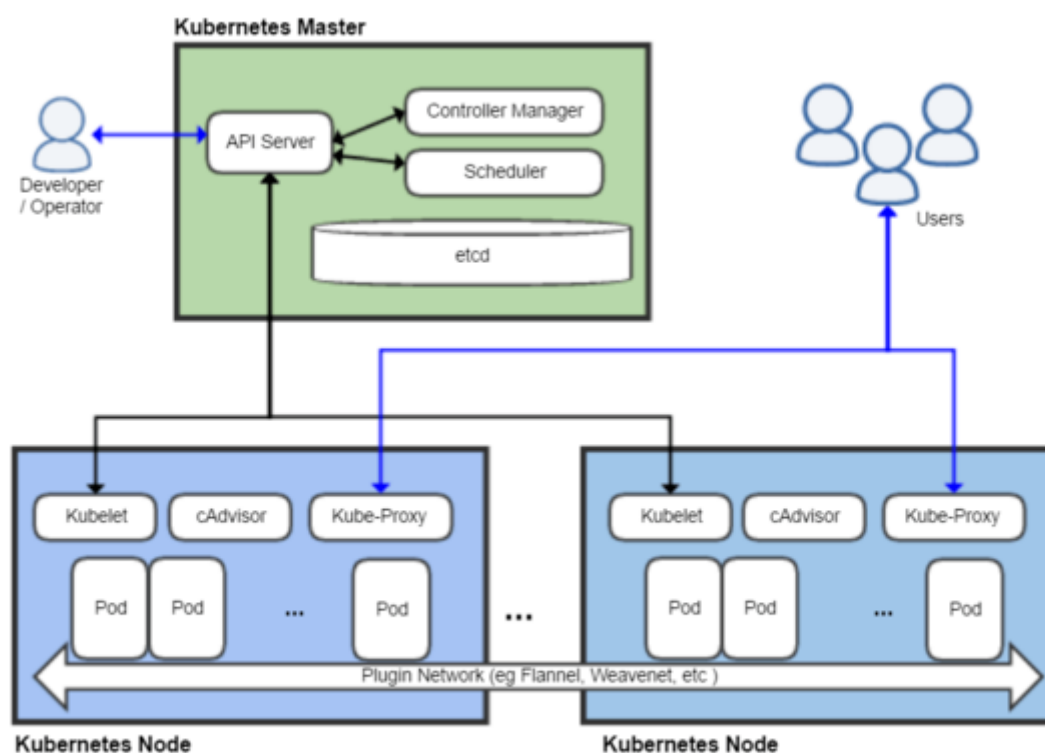 Kubernetes Master
API Server
Controller Manager
Scheduler
etcd
Developer
/ Operator
Users
Kubelet
cAdvisor
Kube-Proxy
Pod
Pod
...
Pod
...
Kubelet
cAdvisor
Kube-Proxy
Pod
Pod
...
Pod
Plugin Network (eg Flannel, Weavenet, etc )
Kubernetes Node
Kubernetes Node